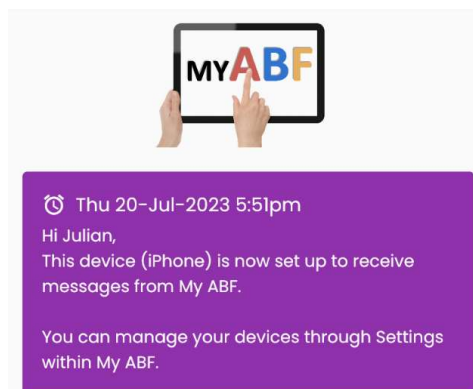 MYABF
Thu 20-Jul-2023 5:51pm
Hi Julian,
This device (iPhone) is now set up to receive
messages from My ABF.
You can manage your devices through Settings
within My ABF.